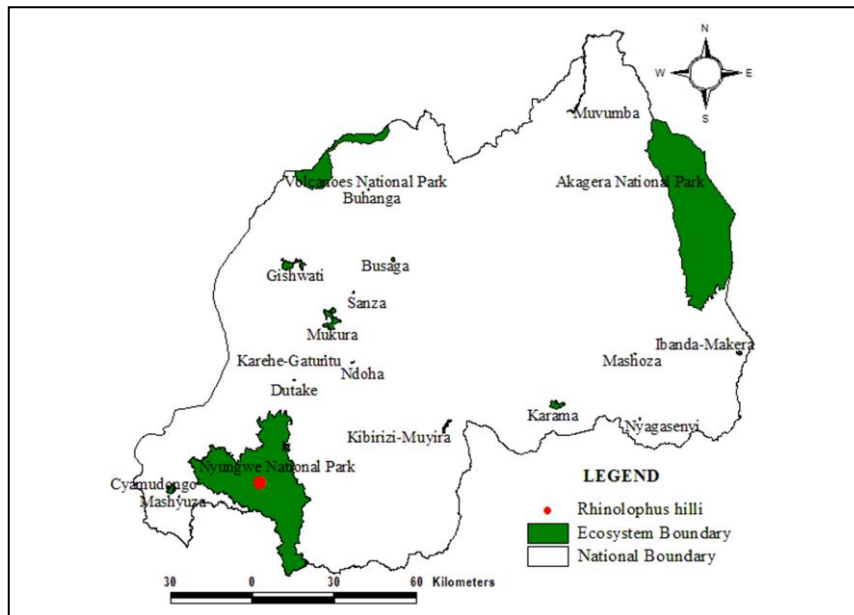 N
W E
S
Muvumba
Volcanoes National Park
Akagera National Park
Buhanga
Gishwati
Busaga
Sanza
Mukura
Ibanda-Makera
Karehe-Gaturitu
Ndoha
Mashoza
Dutake
Karama
Nyagasenyi
Kibirizi-Muyira
Nyungwe National Park
Cyamudongo
Mashyuza
LEGEND
Rhinolophus hilli
Ecosystem Boundary
National Boundary
30 0 30 60 Kilometers